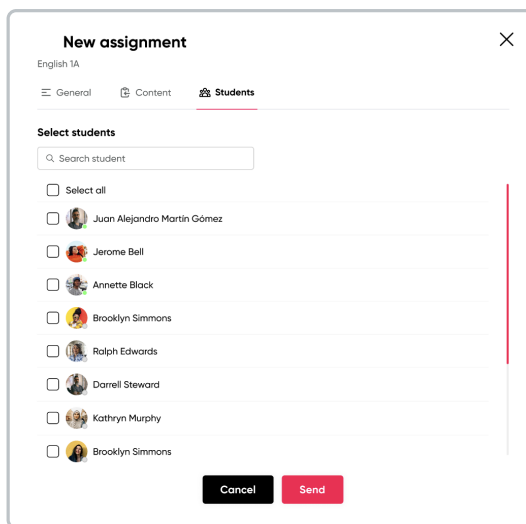 New assignment
English 1A
General Content Students
Select students
Search student
Select all
Juan Alejandro Martín Gómez
Jerome Bell
Annette Black
Brooklyn Simmons
Ralph Edwards
Darrell Steward
Kathryn Murphy
Brooklyn Simmons
Cancel Send